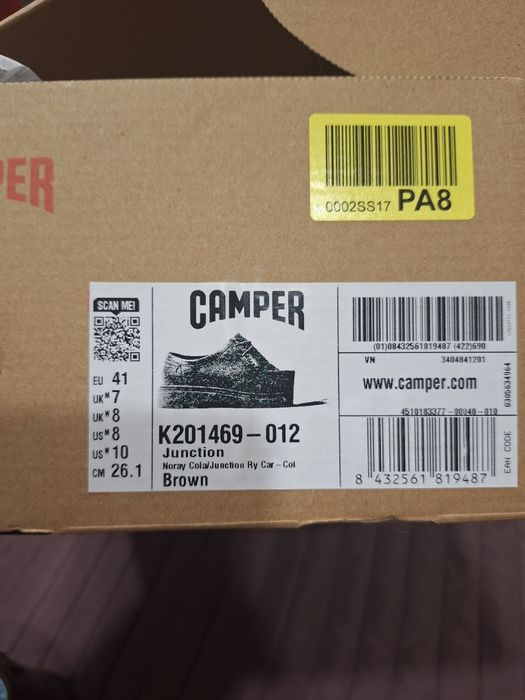 PER
0002SS17 PA8
SCAN ME!
CAMPER
EU 41
UK M 7
UK W 8
US M 8
US W 10
CM 26.1
K201469-012
Junction
Noray Cola/Junction Ry Car-Col
Brown
(01)08432561819487 (422)690
VN 3404841201
www.camper.com
4510183377-00040-010
8 432561 819487
0305634964
EAN CODE